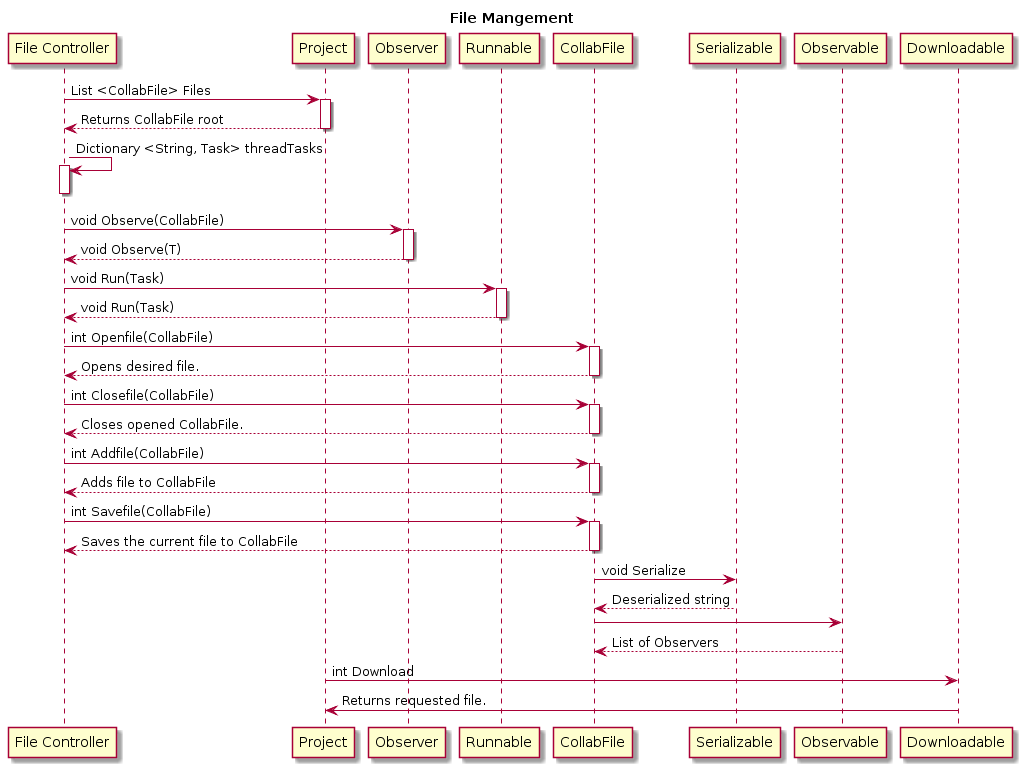 File Mangement
File Controller Project Observer Runnable CollabFile Serializable Observable Downloadable
List <CollabFile> Files
Returns CollabFile root
Dictionary <String, Task> threadTasks
void Observe(CollabFile)
void Observe(T)
void Run(Task)
void Run(Task)
int Openfile(CollabFile)
Opens desired file.
int Closefile(CollabFile)
Closes opened CollabFile.
int Addfile(CollabFile)
Adds file to CollabFile
int Savefile(CollabFile)
Saves the current file to CollabFile
void Serialize
Deserialized string
List of Observers
int Download
Returns requested file.
File Controller Project Observer Runnable CollabFile Serializable Observable Downloadable